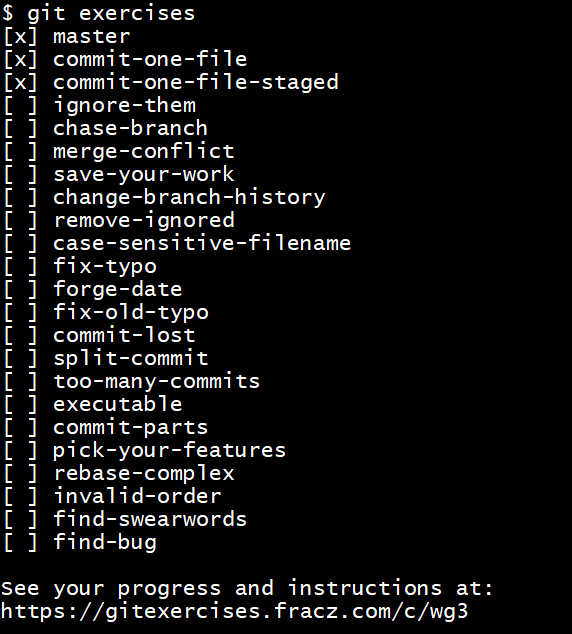 $ git exercises
[x] master
[x] commit-one-file
[x] commit-one-file-staged
[ ] ignore-them
[ ] chase-branch
[ ] merge-conflict
[ ] save-your-work
[ ] change-branch-history
[ ] remove-ignored
[ ] case-sensitive-filename
[ ] fix-typo
[ ] forge-date
[ ] fix-old-typo
[ ] commit-lost
[ ] split-commit
[ ] too-many-commits
[ ] executable
[ ] commit-parts
[ ] pick-your-features
[ ] rebase-complex
[ ] invalid-order
[ ] find-swearwords
[ ] find-bug
See your progress and instructions at:
https://gitexercises.fracz.com/c/wg3